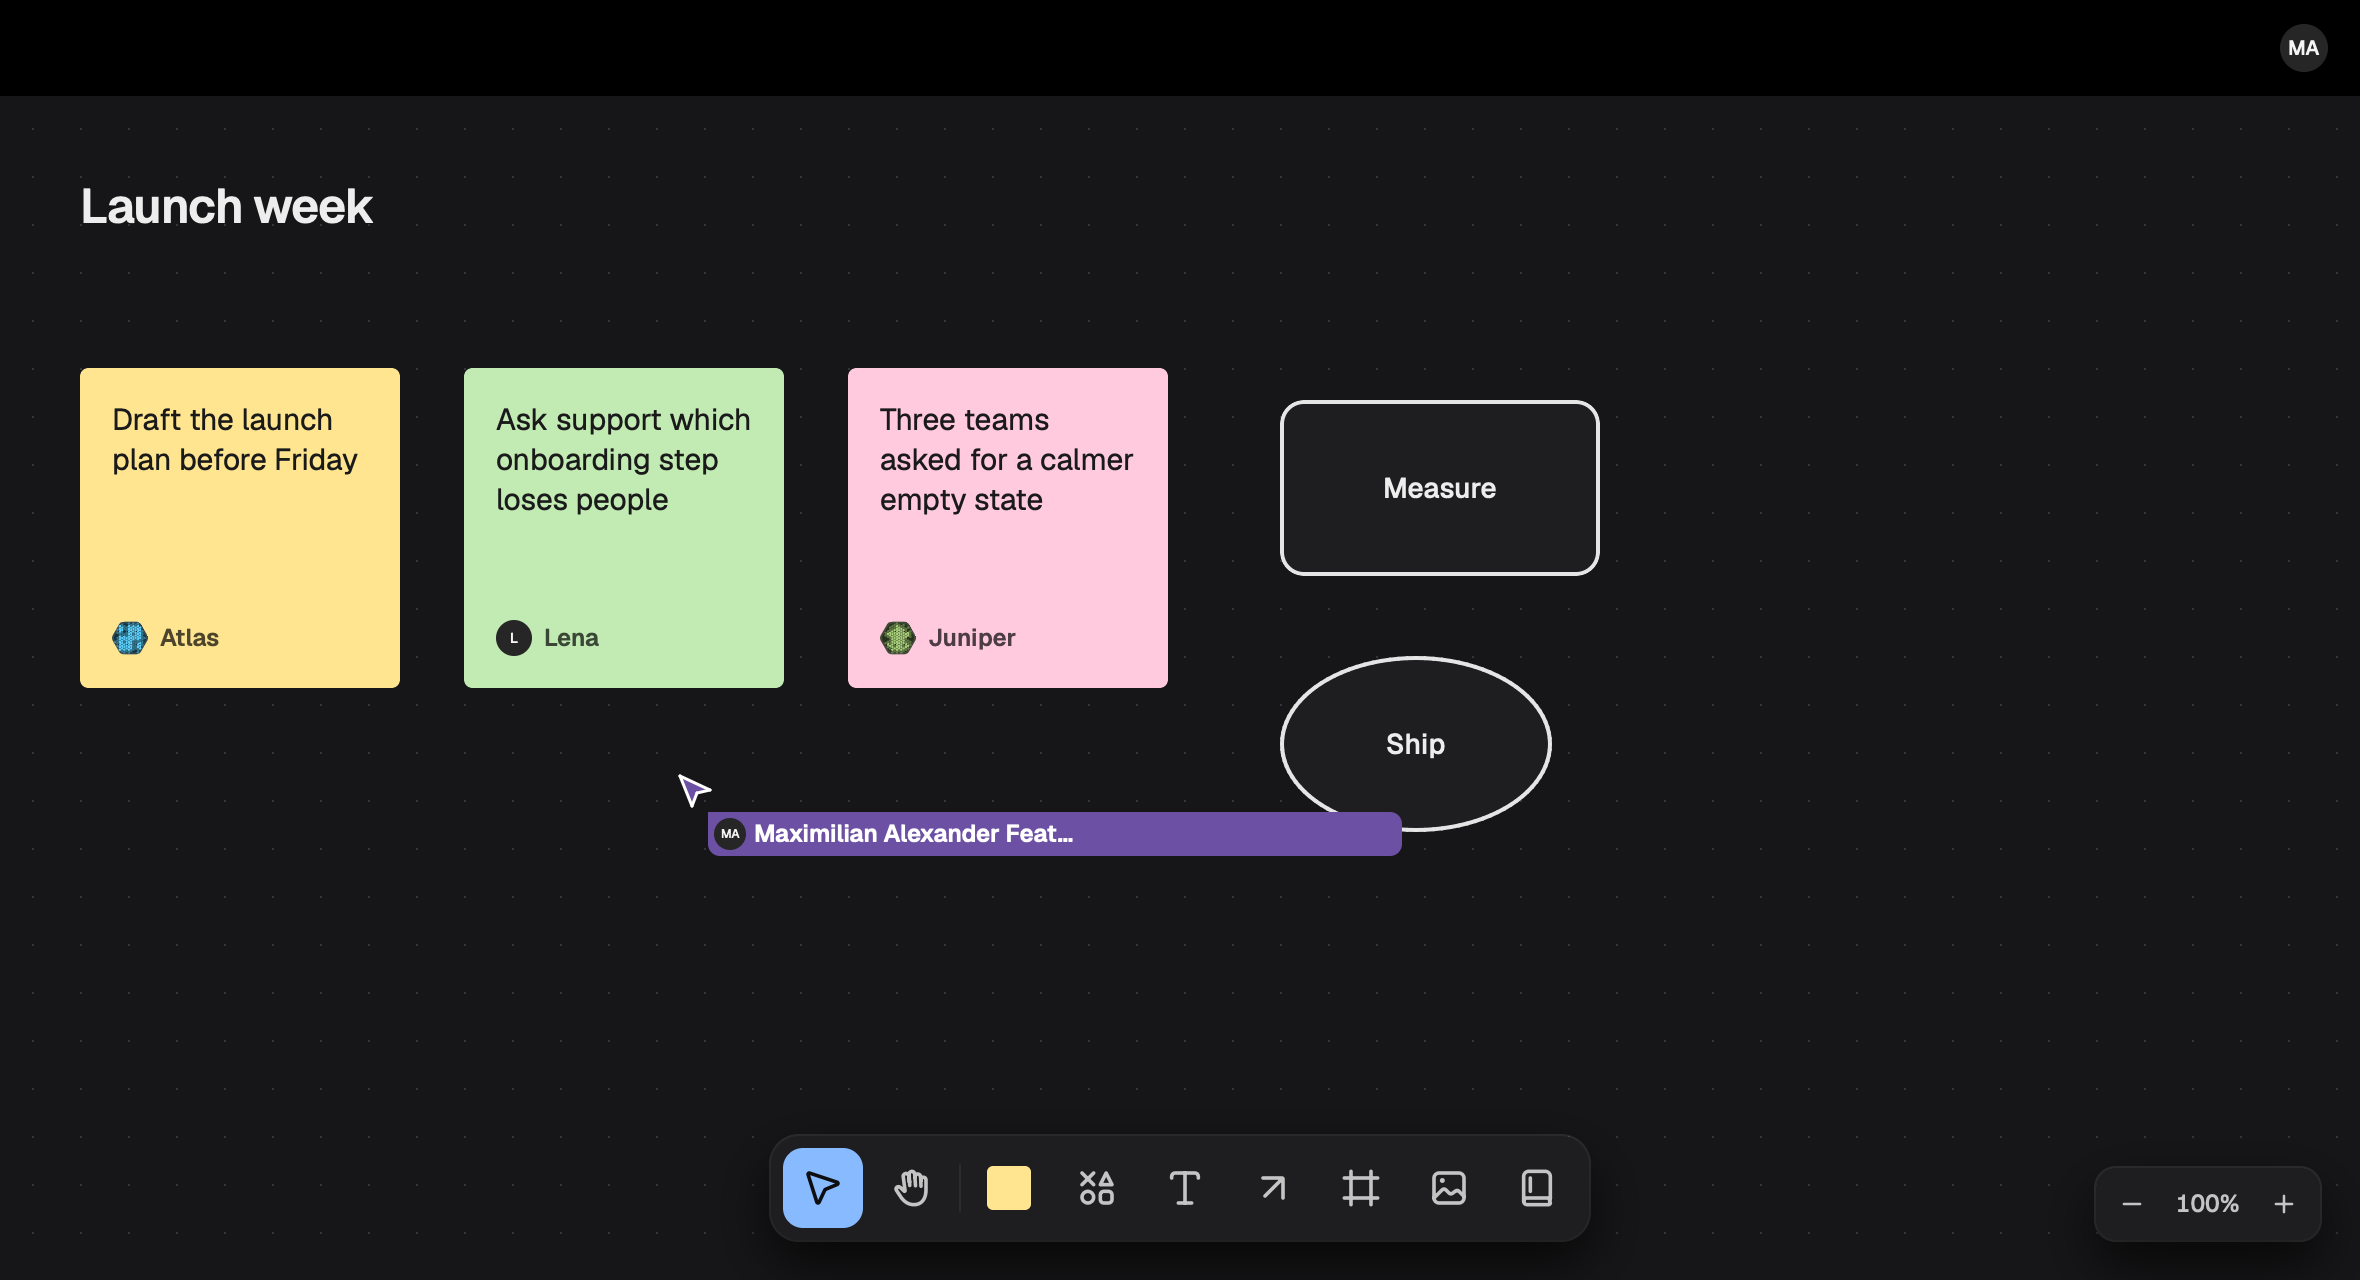 MA
Launch week
Draft the launch
plan before Friday
Atlas
Ask support which
onboarding step
loses people
L
Lena
Three teams
asked for a calmer
empty state
Juniper
Measure
Ship
MA
Maximilian Alexander Feat...
100%